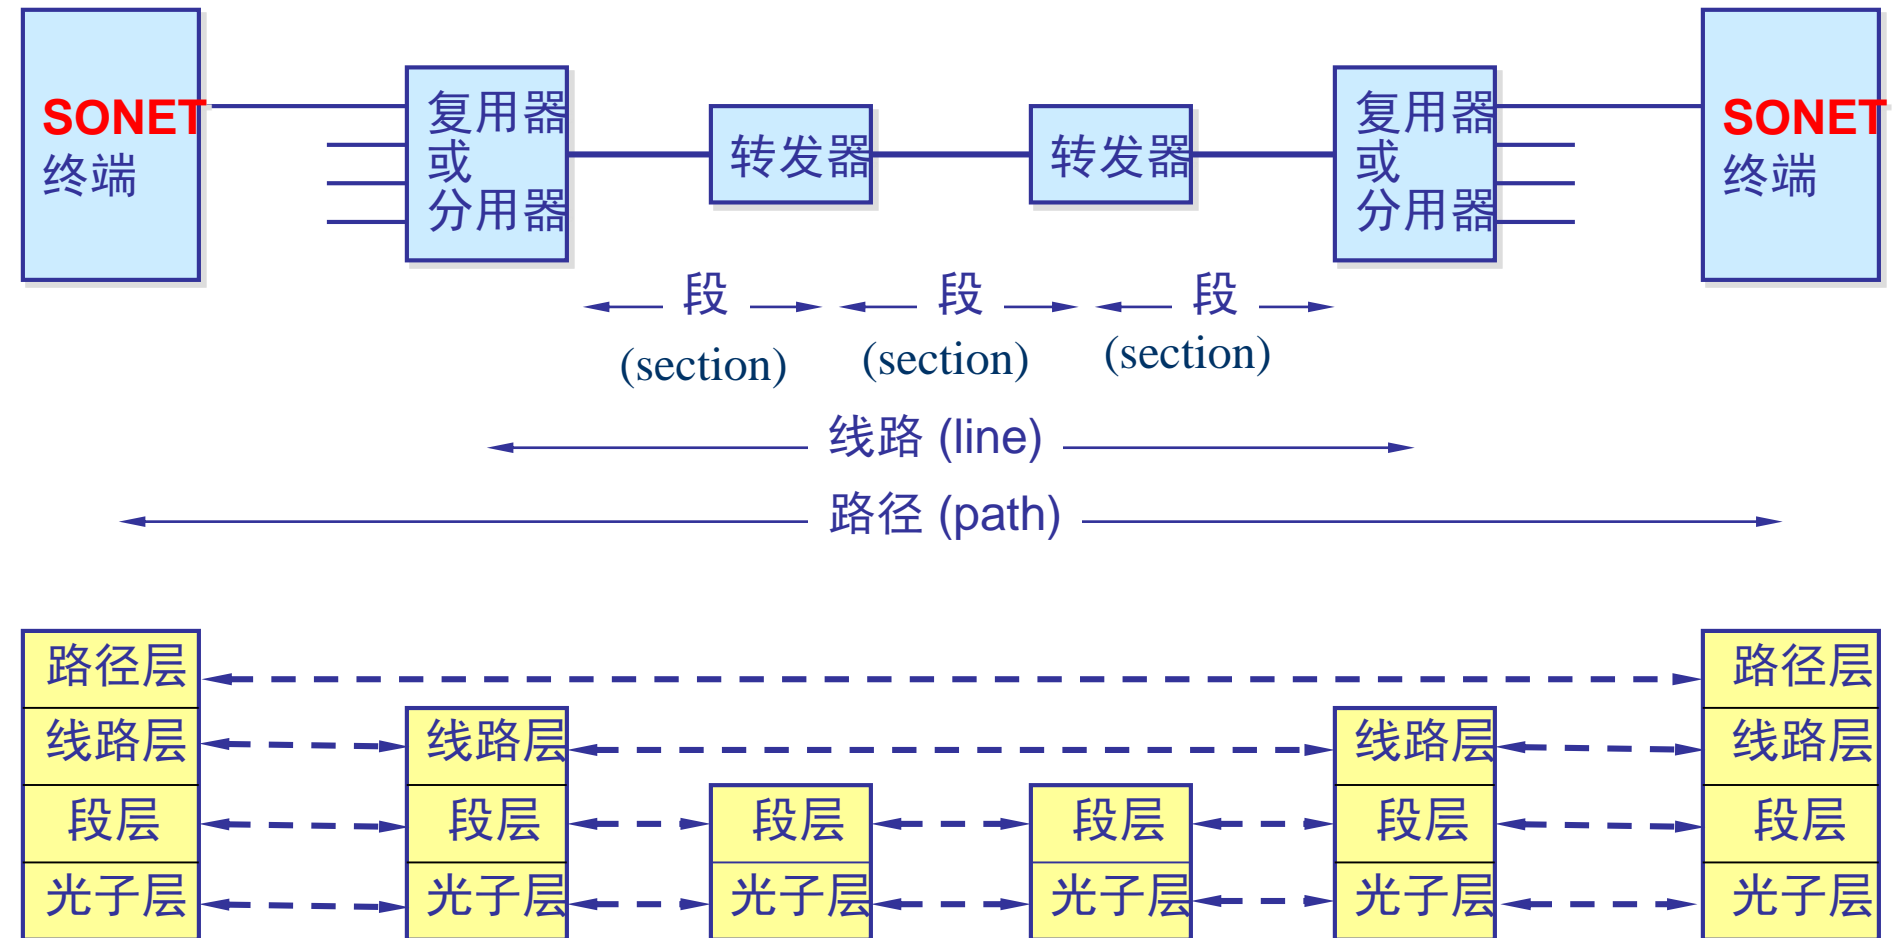 SONET
终端
复用器
或
分用器
转发器
转发器
复用器
或
分用器
SONET
终端
段
段
段
(section)
(section)
(section)
线路 (line)
路径 (path)
路径层
路径层
线路层
线路层
线路层
线路层
段层
段层
段层
段层
段层
段层
光子层
光子层
光子层
光子层
光子层
光子层